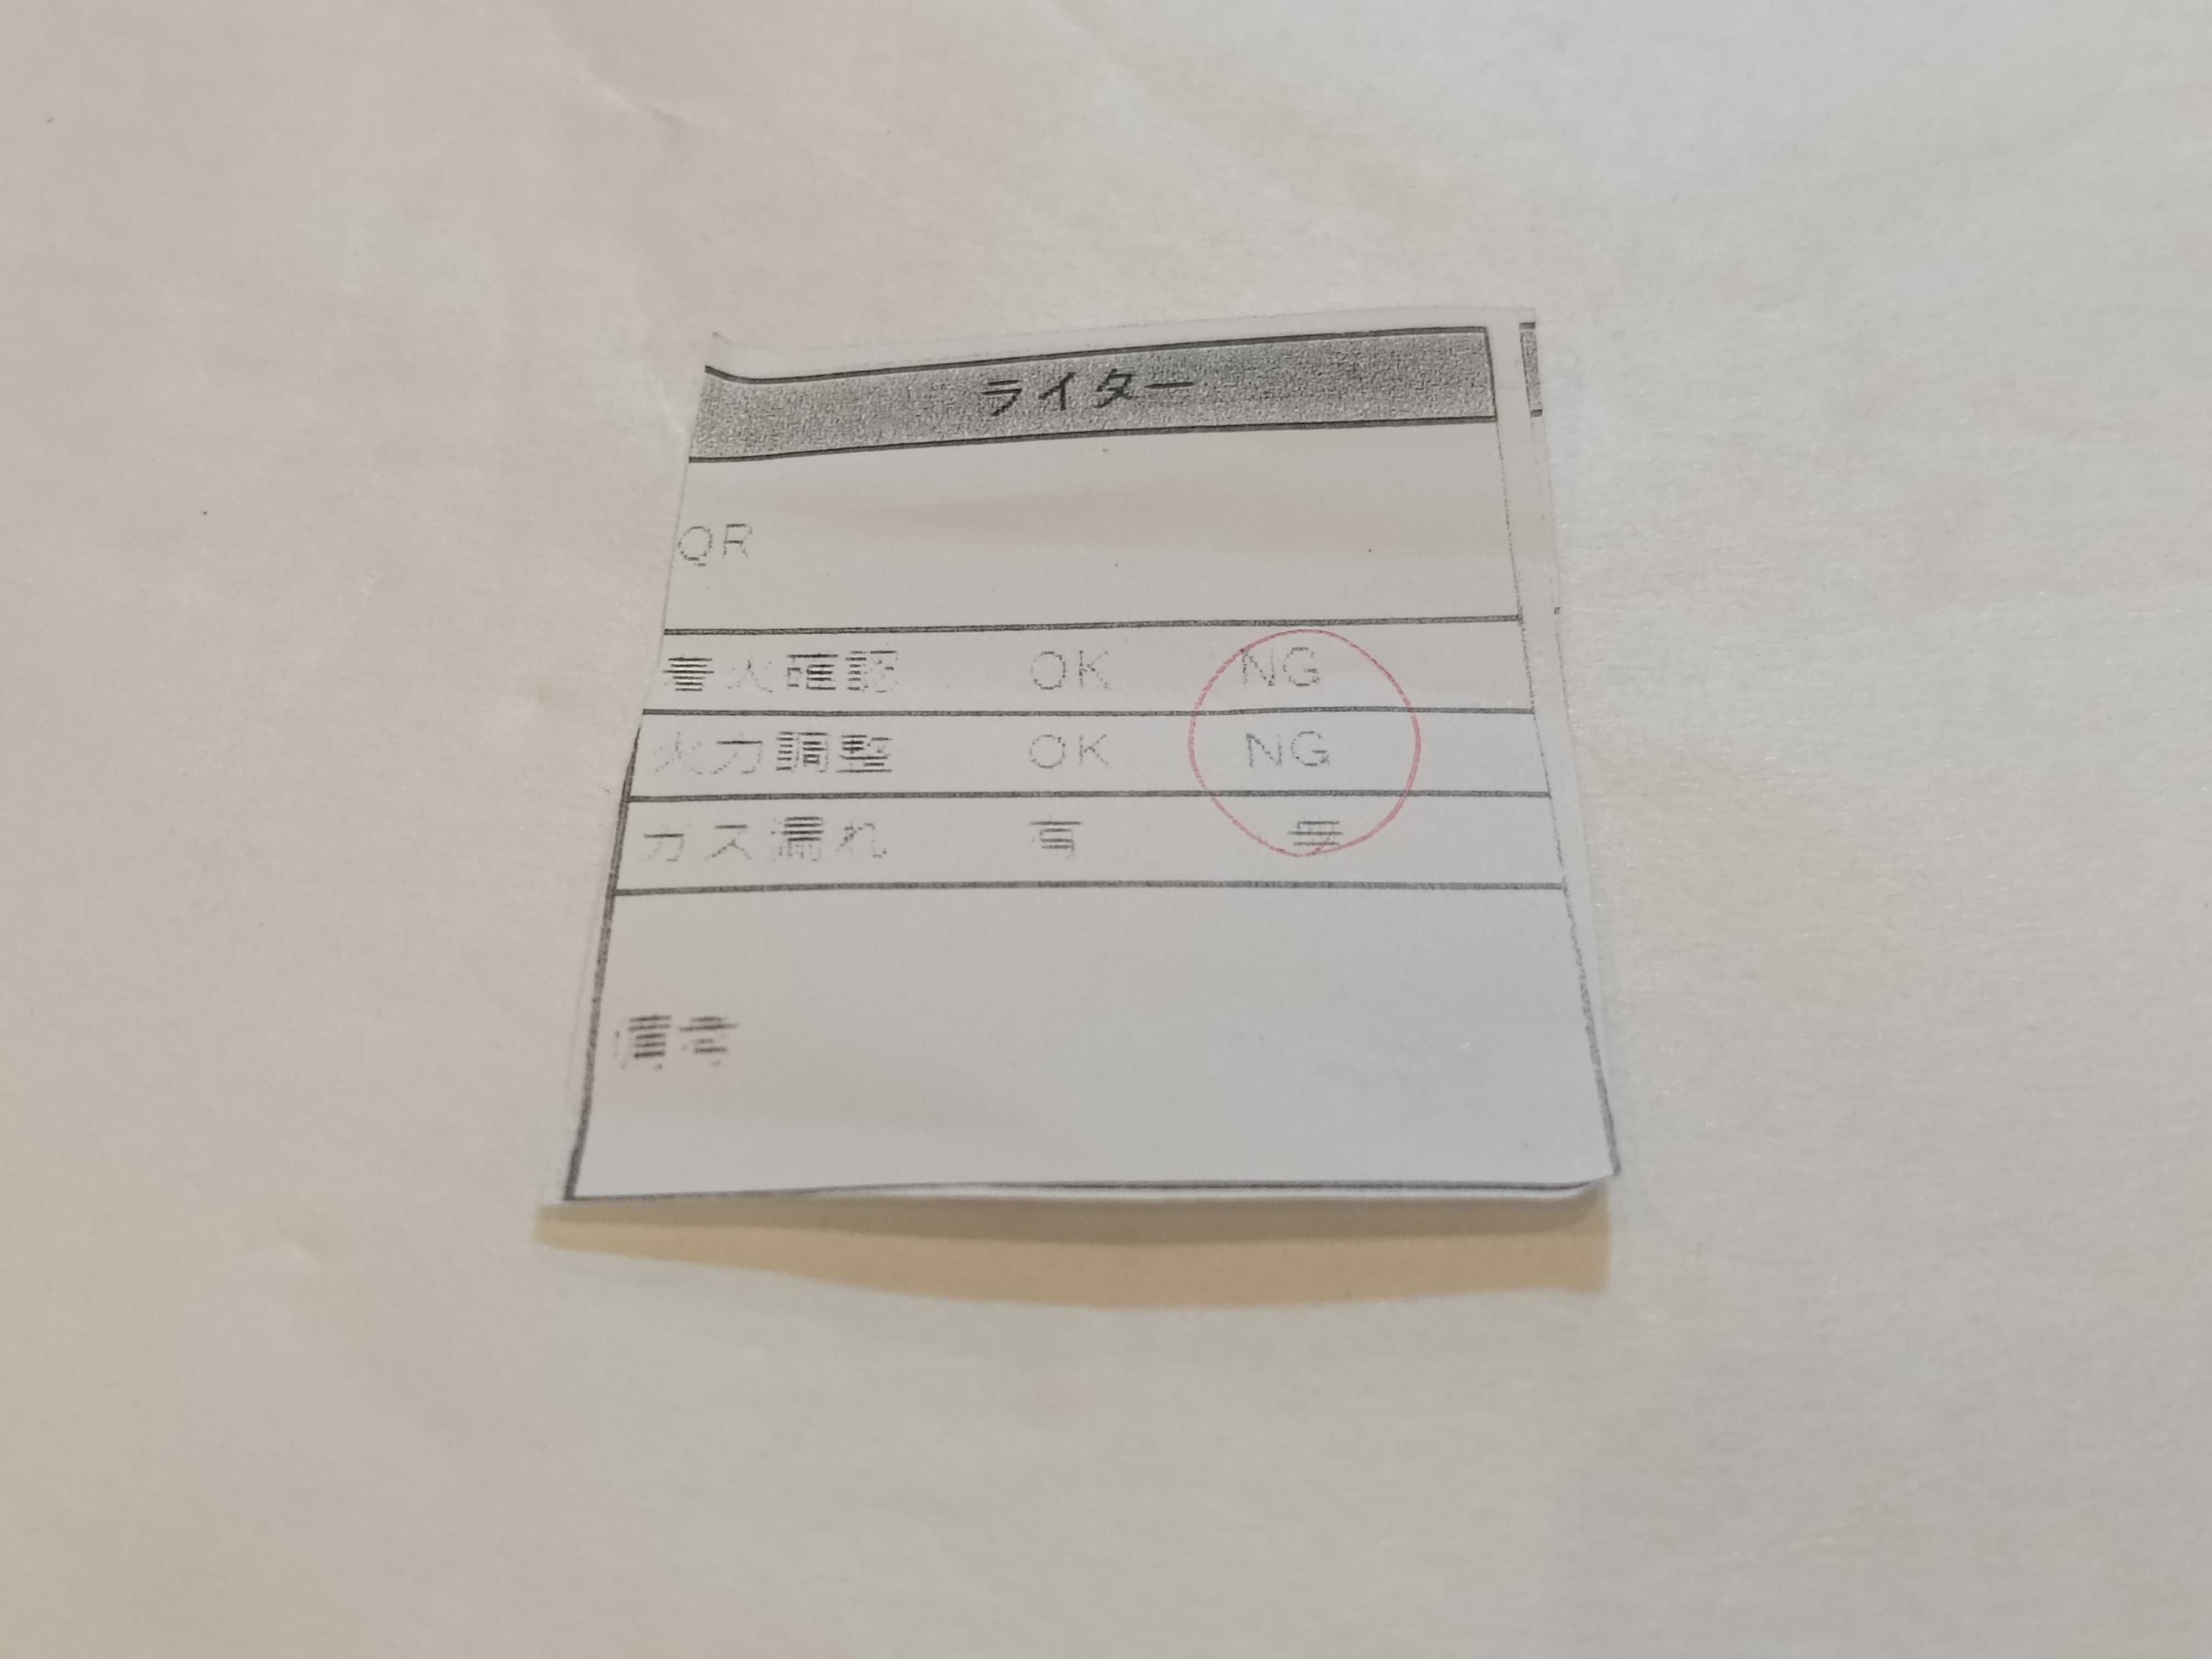 ライター
QR
着火確認 OK NG
火力調整 OK NG
ガス漏れ 有 無
備考